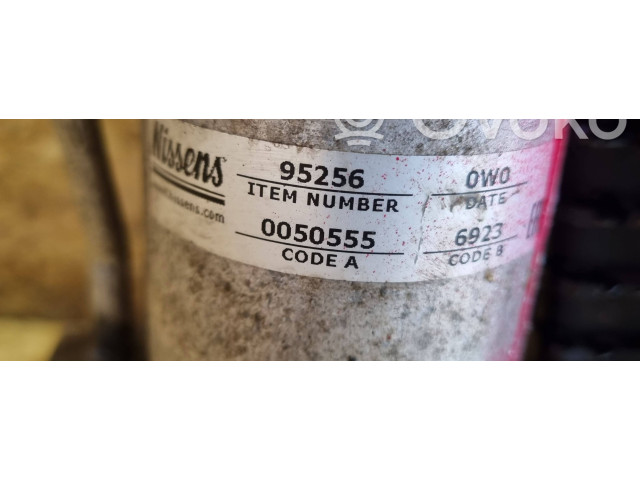 Nissens
95256
ITEM NUMBER
0W0
DATE
0050555
CODE A
6923
CODE B